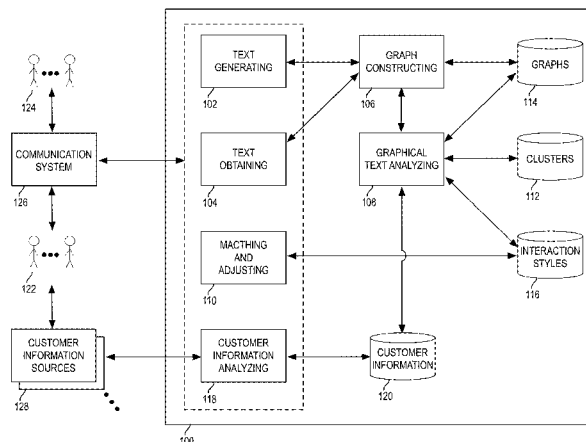 TEXT
GENERATING
102
GRAPH
CONSTRUCTING
106
GRAPHS
114
124
COMMUNICATION
SYSTEM
126
TEXT
OBTAINING
104
GRAPHICAL
TEXT ANALYZING
108
CLUSTERS
112
122
MACTHING AND
ADJUSTING
110
INTERACTION
STYLES
116
CUSTOMER
INFORMATION
SOURCES
128
CUSTOMER
INFORMATION
ANALYZING
118
CUSTOMER
INFORMATION
120
100